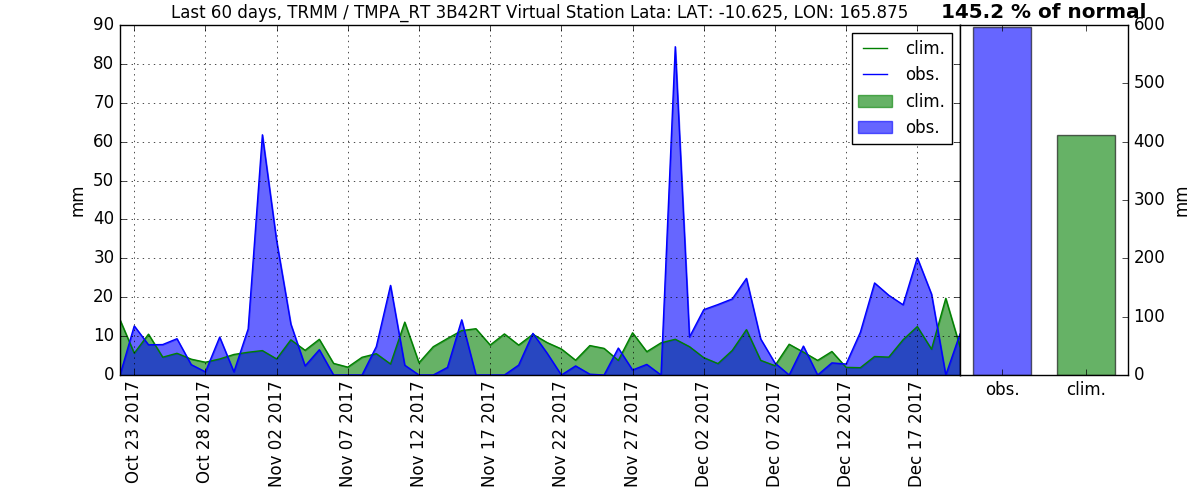 Last 60 days, TRMM / TMPA_RT 3B42RT Virtual Station Lata: LAT: -10.625, LON: 165.875
145.2 % of normal
90
80
70
60
50
40
30
20
10
0
mm
clim.
obs.
clim.
obs.
Oct 23 2017
Oct 28 2017
Nov 02 2017
Nov 07 2017
Nov 12 2017
Nov 17 2017
Nov 22 2017
Nov 27 2017
Dec 02 2017
Dec 07 2017
Dec 12 2017
Dec 17 2017
600
500
400
300
200
100
0
mm
obs.
clim.